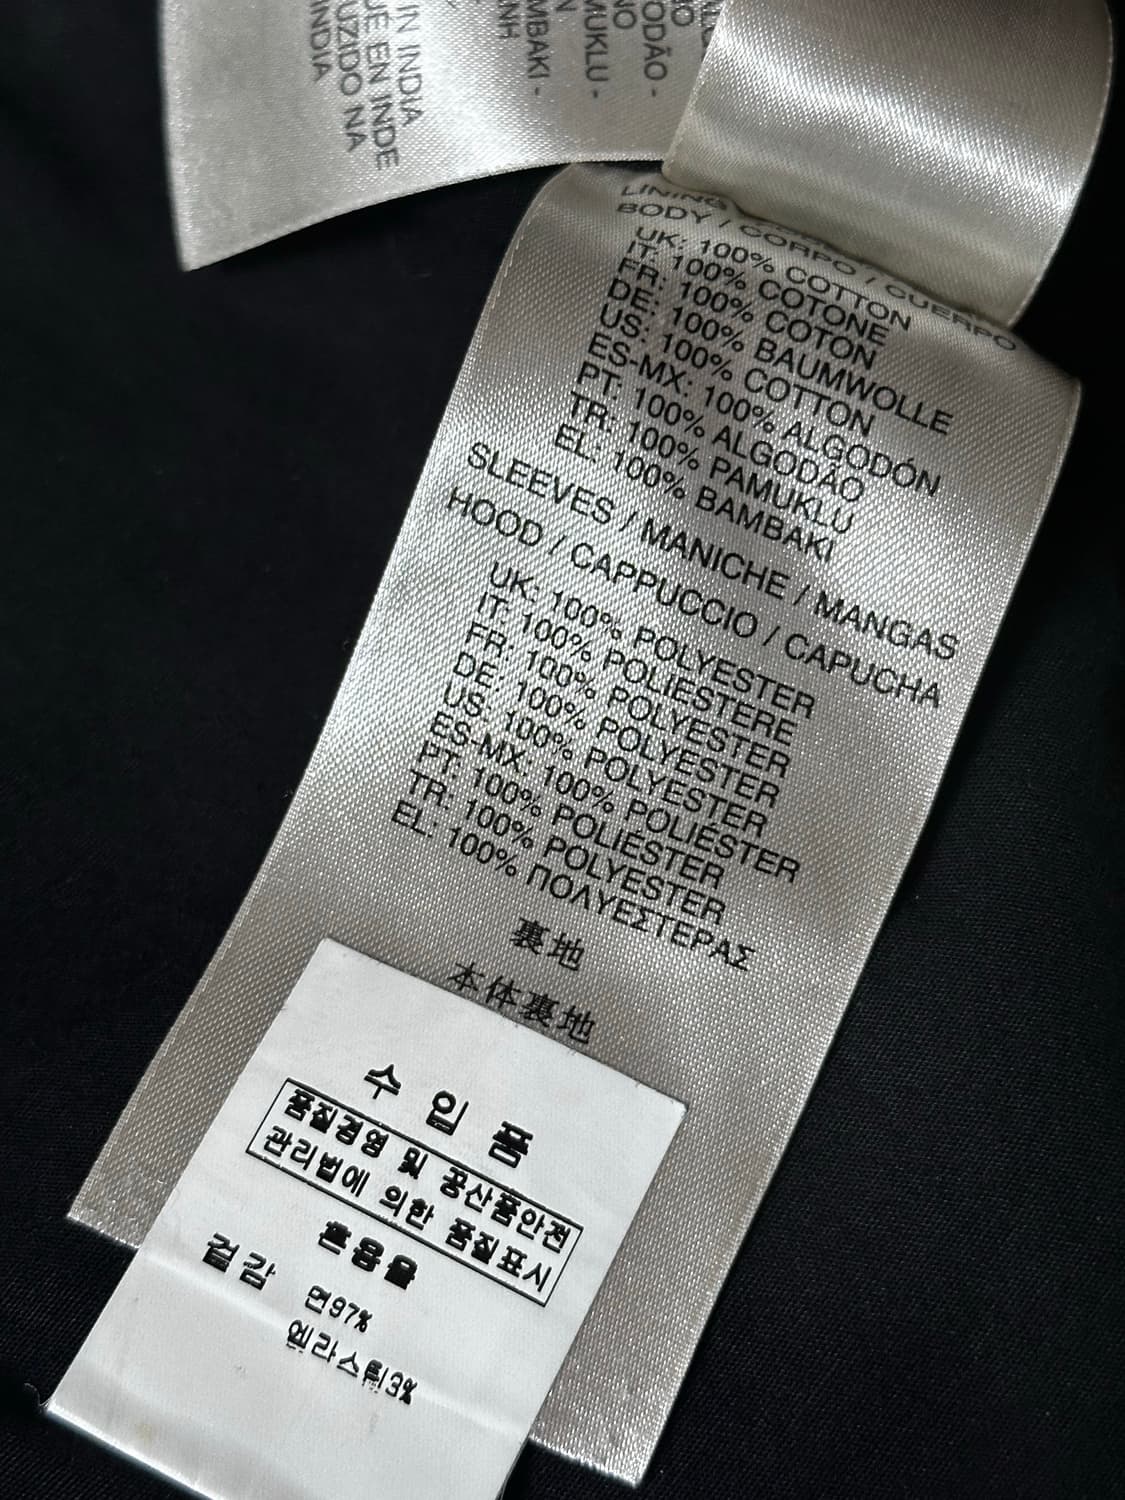 IN INDIA
UE EN INDE
UZIDO NA
INDIA
NH
MBAKI -
MUKLU -
NO
ODÃO -
LINING
BODY / CORPO / CUERPO
UK: 100% COTTON
IT: 100% COTONE
FR: 100% COTON
DE: 100% BAUMWOLLE
US: 100% COTTON
ES-MX: 100% ALGODÓN
PT: 100% ALGODÃO
TR: 100% PAMUKLU
EL: 100% BAMBAKI
SLEEVES / MANICHE / MANGAS
HOOD / CAPPUCCIO / CAPUCHA
UK: 100% POLYESTER
IT: 100% POLIESTERE
FR: 100% POLYESTER
DE: 100% POLYESTER
US: 100% POLYESTER
ES-MX: 100% POLIÉSTER
PT: 100% POLIÉSTER
TR: 100% POLYESTER
EL: 100% ΠΟΛΥΕΣΤΕΡΑΣ
裏地
本体裏地
수 입 품
품질경영 및 공산품안전
관리법에 의한 품질표시
혼용율
겉감 면97%
엘라스틴3%